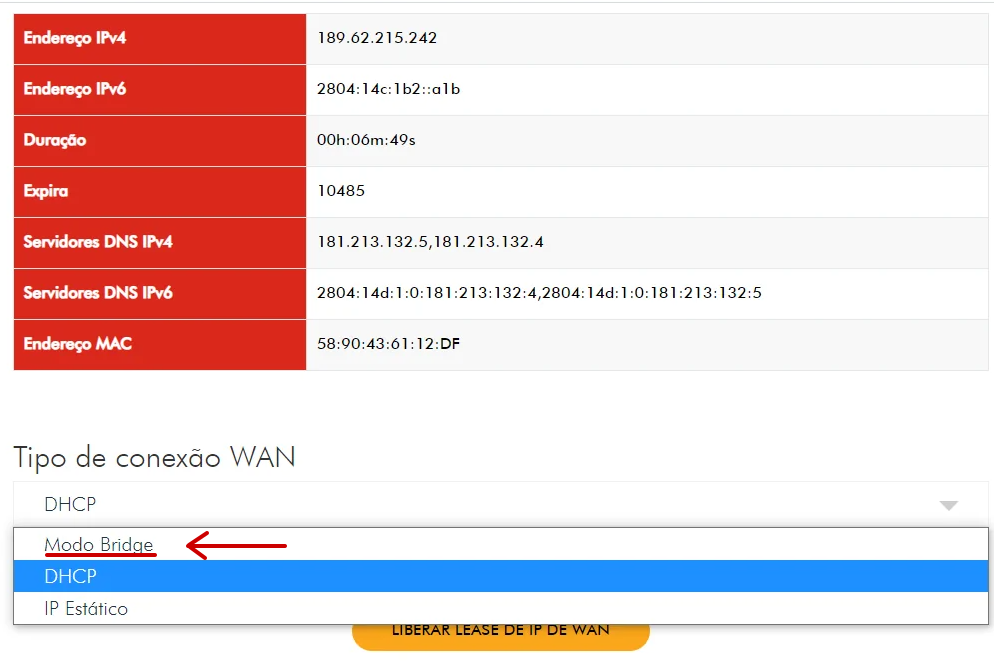 Endereço IPv4 189.62.215.242
Endereço IPv6 2804:14c:1b2::a1b
Duração 00h:06m:49s
Expira 10485
Servidores DNS IPv4 181.213.132.5,181.213.132.4
Servidores DNS IPv6 2804:14d:1:0:181:213:132:4,2804:14d:1:0:181:213:132:5
Endereço MAC 58:90:43:61:12:DF
Tipo de conexão WAN
DHCP
Modo Bridge
DHCP
IP Estático
LIBERAR LEASE DE IP DE WAN